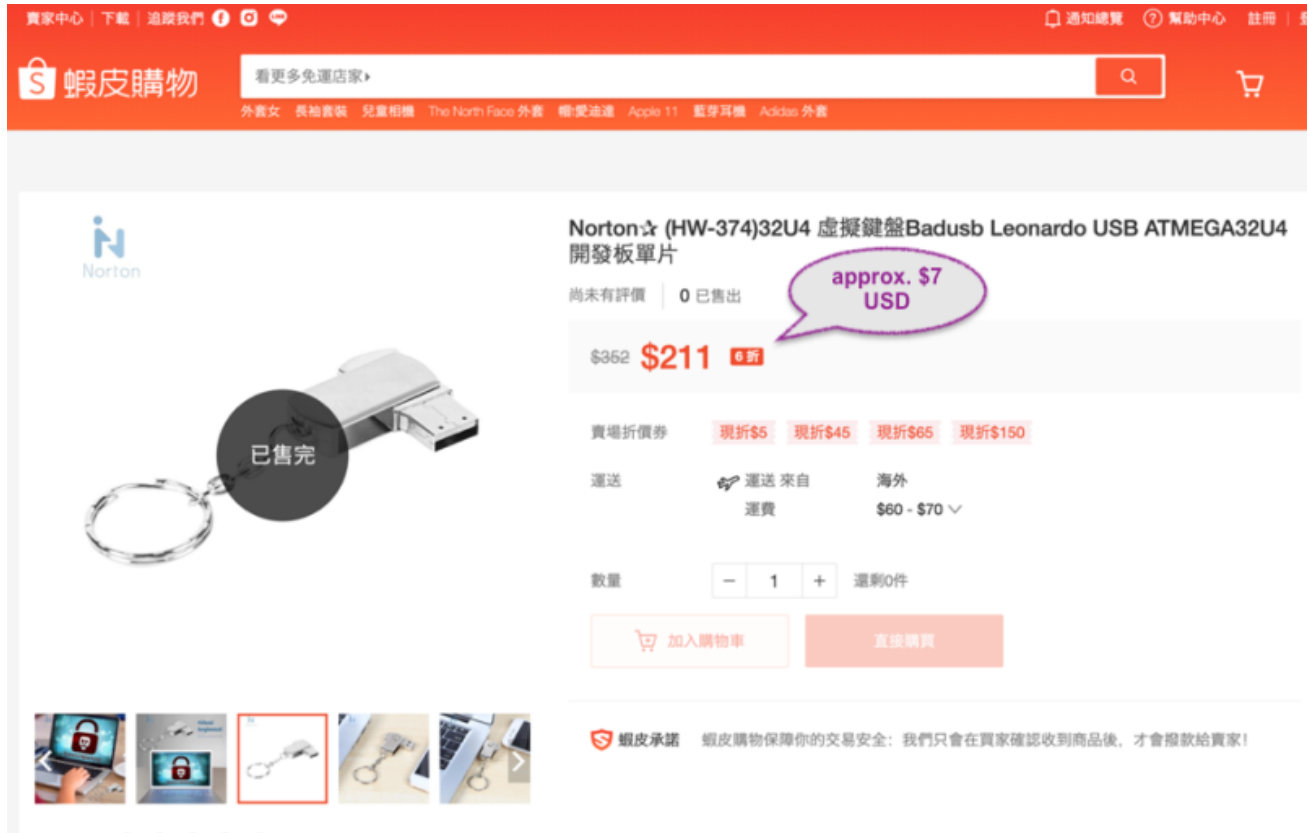 賣家中心 | 下載 | 追蹤我們
通知總覽 幫助中心 註冊
蝦皮購物
看更多免運店家
外套女 長袖套裝 兒童相機 The North Face 外套 帽t愛迪達 Apple 11 藍芽耳機 Adidas 外套
Norton
Norton☆ (HW-374)32U4 虛擬鍵盤Badusb Leonardo USB ATMEGA32U4
開發板單片
approx. $7
USD
尚未有評價 0 已售出
$352 $211 6 折
賣場折價券 現折$5 現折$45 現折$65 現折$150
已售完
運送 運送 來自 海外
運費 $60 - $70
數量 − 1 + 還剩0件
加入購物車 直接購買
蝦皮承諾 蝦皮購物保障你的交易安全：我們只會在買家確認收到商品後，才會撥款給賣家！